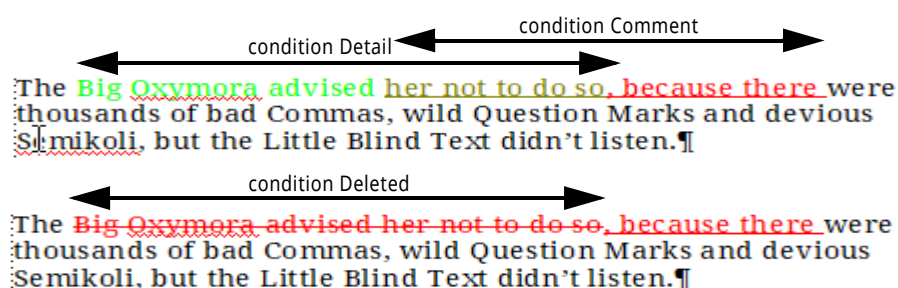 condition Comment
condition Detail
The Big Oxymora advised her not to do so, because there were
thousands of bad Commas, wild Question Marks and devious
Semikoli, but the Little Blind Text didn’t listen.¶
condition Deleted
The Big Oxymora advised her not to do so, because there were
thousands of bad Commas, wild Question Marks and devious
Semikoli, but the Little Blind Text didn’t listen.¶